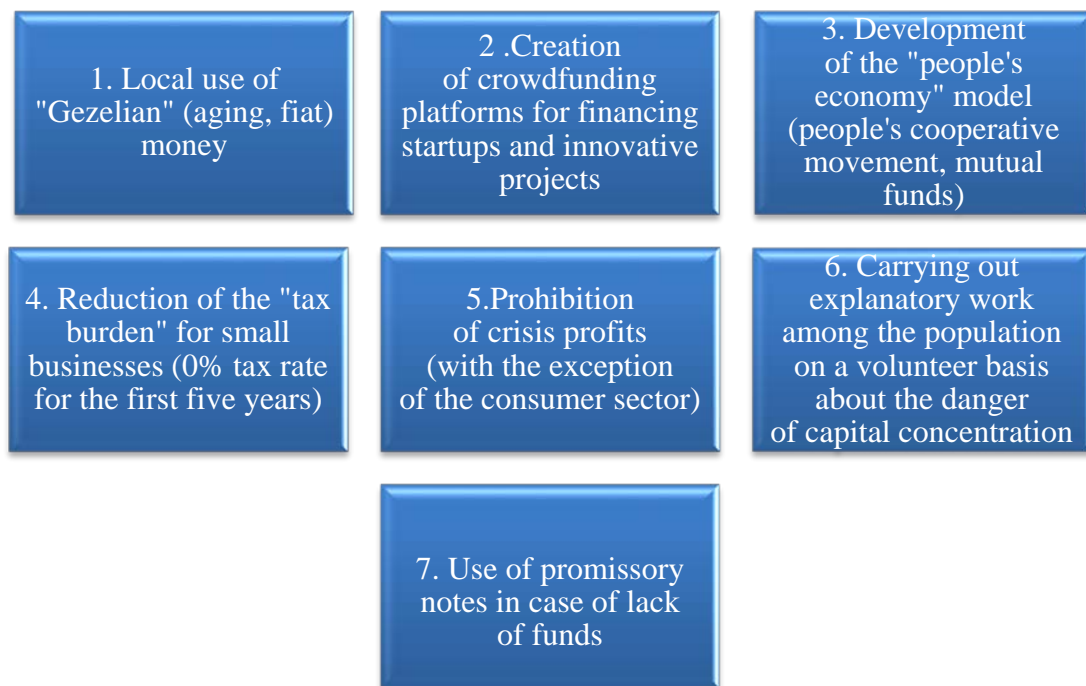 1. Local use of
"Gezelian" (aging, fiat)
money
2 .Creation
of crowdfunding
platforms for financing
startups and innovative
projects
3. Development
of the "people's
economy" model
(people's cooperative
movement, mutual
funds)
4. Reduction of the "tax
burden" for small
businesses (0% tax rate
for the first five years)
5.Prohibition
of crisis profits
(with the exception
of the consumer sector)
6. Carrying out
explanatory work
among the population
on a volunteer basis
about the danger
of capital concentration
7. Use of promissory
notes in case of lack
of funds